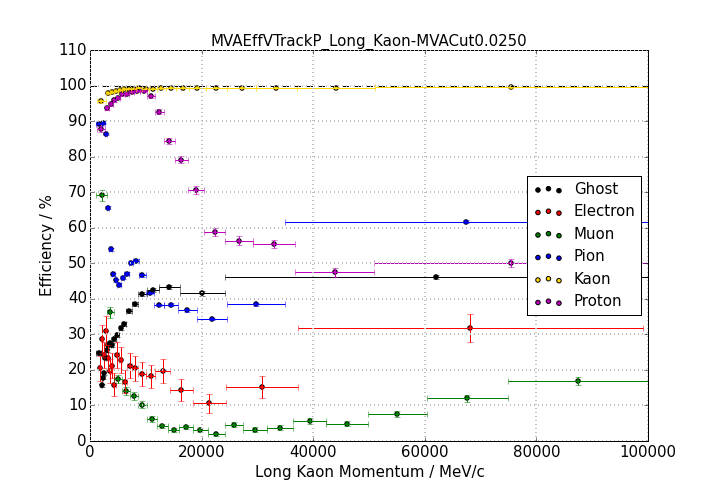 MVAEffVTrackP_Long_Kaon-MVACut0.0250
110
100
90
80
70
60
50
40
30
20
10
0
Efficiency / %
Ghost
Electron
Muon
Pion
Kaon
Proton
0 20000 40000 60000 80000 100000
Long Kaon Momentum / MeV/c